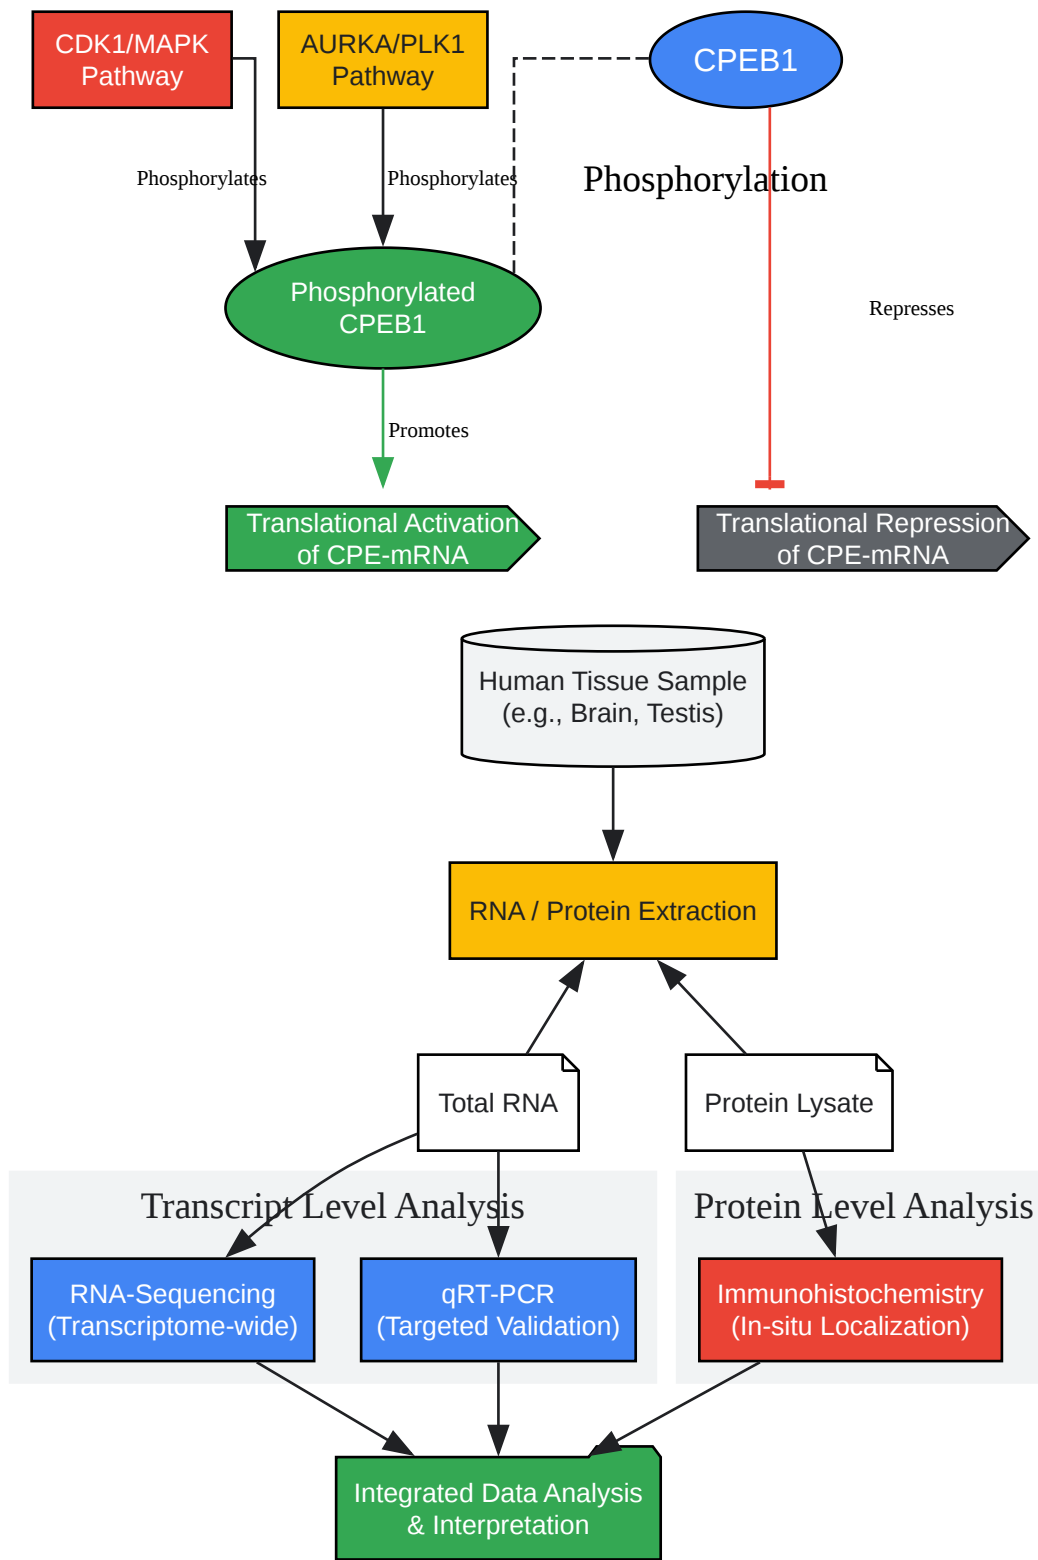 CDK1/MAPK
Pathway
AURKA/PLK1
Pathway
CPEB1
Phosphorylates
Phosphorylates
Phosphorylation
Phosphorylated
CPEB1
Represses
Promotes
Translational Activation
of CPE-mRNA
Translational Repression
of CPE-mRNA
Human Tissue Sample
(e.g., Brain, Testis)
RNA / Protein Extraction
Total RNA
Protein Lysate
Transcript Level Analysis
Protein Level Analysis
RNA-Sequencing
(Transcriptome-wide)
qRT-PCR
(Targeted Validation)
Immunohistochemistry
(In-situ Localization)
Integrated Data Analysis
& Interpretation